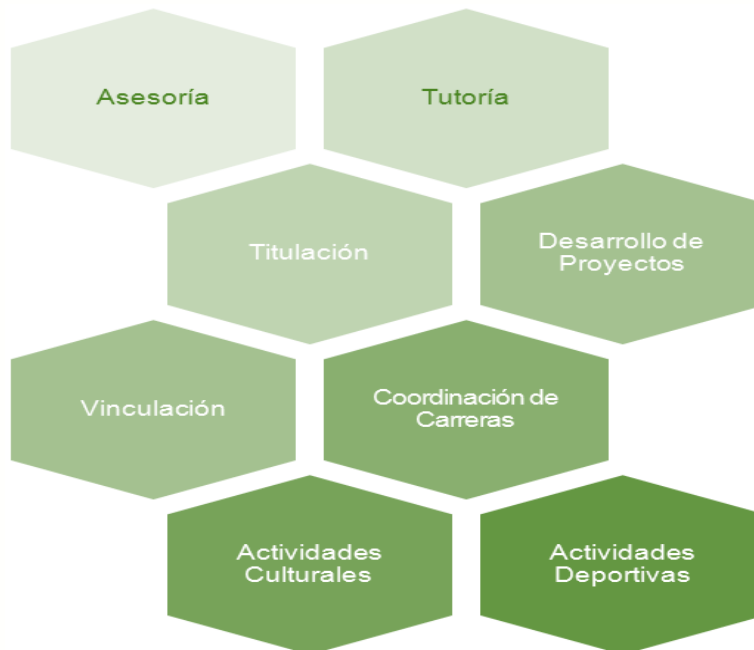 Asesoría
Tutoría
Titulación
Desarrollo de
Proyectos
Vinculación
Coordinación de
Carreras
Actividades
Culturales
Actividades
Deportivas